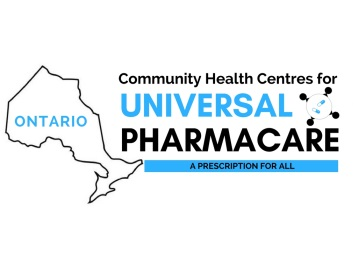 Community Health Centres for
UNIVERSAL
ONTARIO
PHARMACARE
A PRESCRIPTION FOR ALL